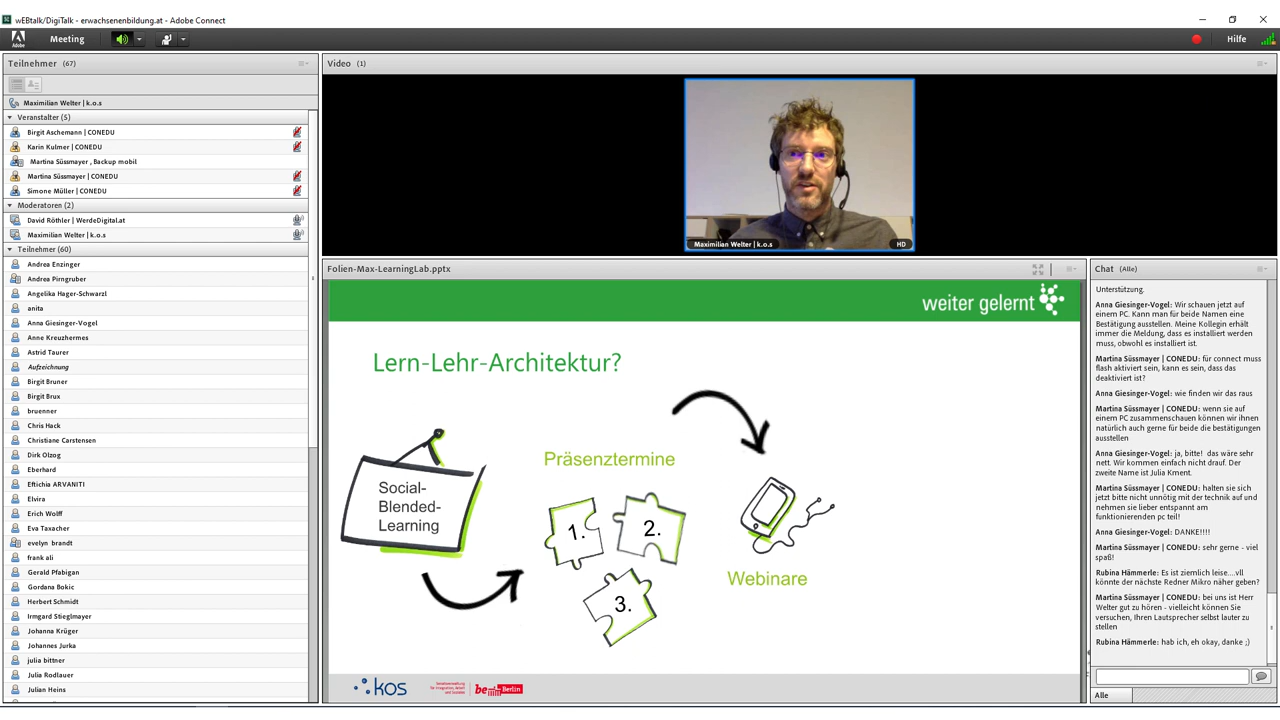 wEBtalk/DigiTalk - erwachsenenbildung.at - Adobe Connect
Adobe
Meeting
Hilfe
Teilnehmer (67)
Maximilian Welter | k.o.s
Veranstalter (5)
Birgit Aschemann | CONEDU
Karin Kulmer | CONEDU
Martina Süssmayer , Backup mobil
Martina Süssmayer | CONEDU
Simone Müller | CONEDU
Moderatoren (2)
David Röthler | WerdeDigital.at
Maximilian Welter | k.o.s
Teilnehmer (60)
Andrea Enzinger
Andrea Pirngruber
Angelika Hager-Schwarzl
anita
Anna Giesinger-Vogel
Anne Kreuzhermes
Astrid Taurer
Aufzeichnung
Birgit Bruner
Birgit Brux
bruenner
Chris Hack
Christiane Carstensen
Dirk Olzog
Eberhard
Eftichia ARVANITI
Elvira
Erich Wolff
Eva Taxacher
evelyn brandt
frank ali
Gerald Pfabigan
Gordana Bokic
Herbert Schmidt
Irmgard Stieglmayer
Johanna Krüger
Johannes Jurka
julia bittner
Julia Rodlauer
Julian Heins
Video (1)
Maximilian Welter | k.o.s
HD
Folien-Max-LearningLab.pptx
weiter gelernt
Lern-Lehr-Architektur?
Social-
Blended-
Learning
Präsenztermine
1.
2.
3.
Webinare
kos
Senatsverwaltung
für Integration, Arbeit
und Soziales
be Berlin
Chat (Alle)
Unterstützung.
Anna Giesinger-Vogel: Wir schauen jetzt auf
einem PC. Kann man für beide Namen eine
Bestätigung ausstellen. Meine Kollegin erhält
immer die Meldung, dass es installiert werden
muss, obwohl es installiert ist.
Martina Süssmayer | CONEDU: für connect muss
flash aktiviert sein, kann es sein, dass das
deaktiviert ist?
Anna Giesinger-Vogel: wie finden wir das raus
Martina Süssmayer | CONEDU: wenn sie auf
einem PC zusammenschauen können wir ihnen
natürlich auch gerne für beide die bestätigungen
ausstellen
Anna Giesinger-Vogel: ja, bitte! das wäre sehr
nett. Wir kommen einfach nicht drauf. Der
zweite Name ist Julia Kment.
Martina Süssmayer | CONEDU: halten sie sich
jetzt bitte nicht unnötig mit der technik auf und
nehmen sie lieber entspannt am
funktionierenden pc teil!
Anna Giesinger-Vogel: DANKE!!!!
Martina Süssmayer | CONEDU: sehr gerne - viel
spaß!
Rubina Hämmerle: Es ist ziemlich leise....vll
könnte der nächste Redner Mikro näher geben?
Martina Süssmayer | CONEDU: bei uns ist Herr
Welter gut zu hören - vielleicht können Sie
versuchen, Ihren Lautsprecher selbst lauter zu
stellen
Rubina Hämmerle: hab ich, eh okay, danke ;)
Alle